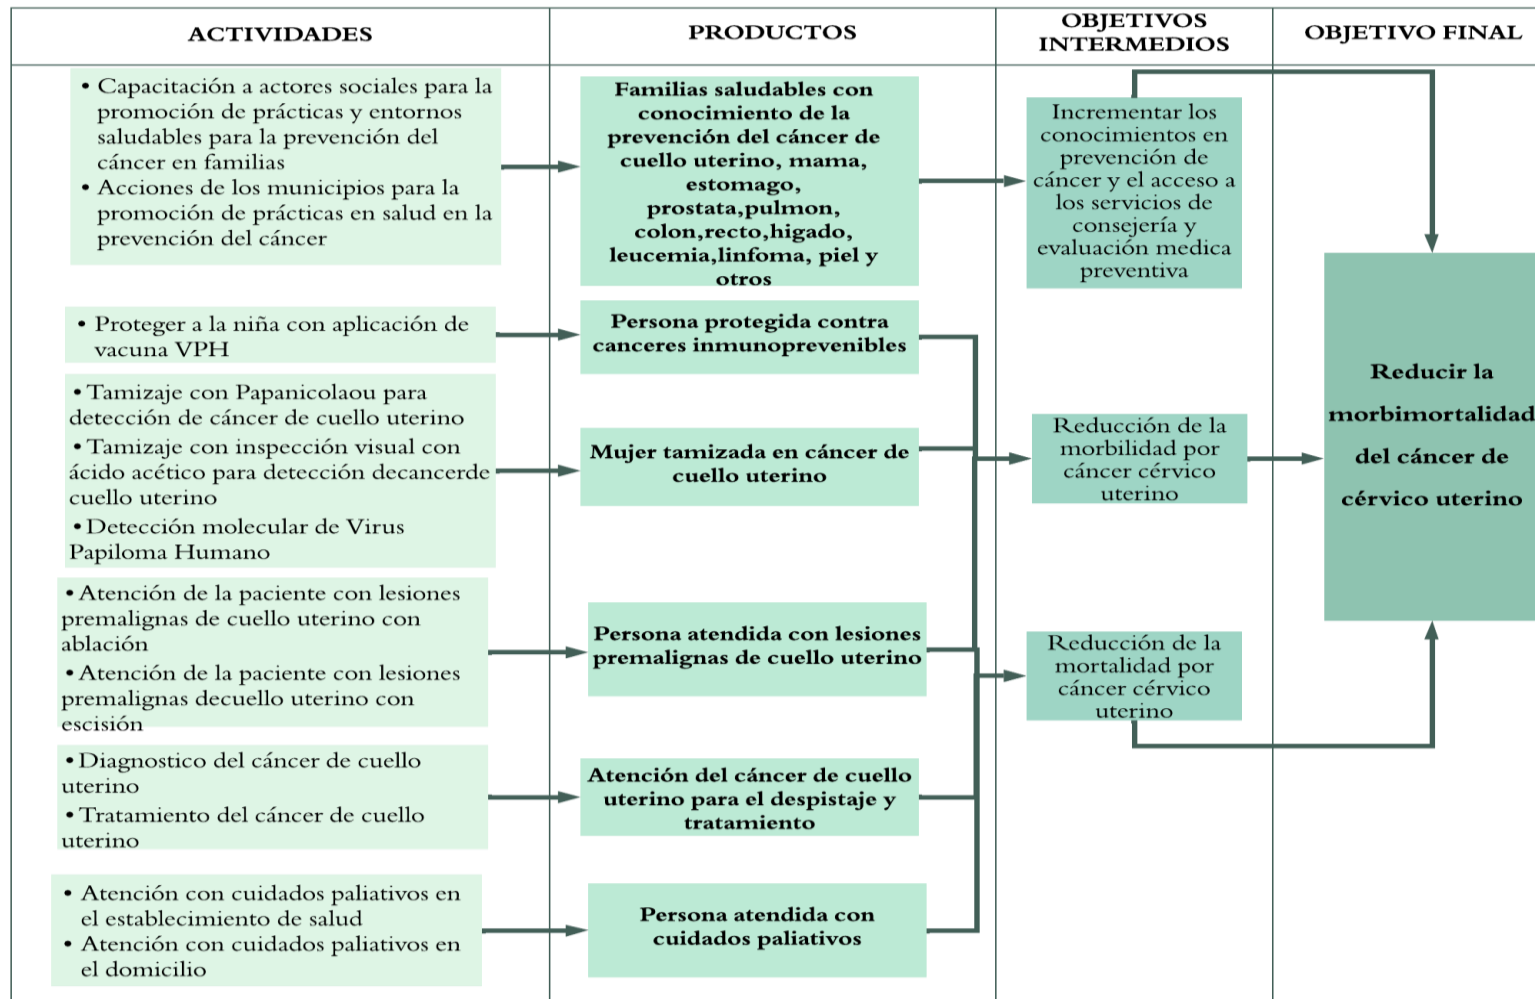 ACTIVIDADES
PRODUCTOS
OBJETIVOS
INTERMEDIOS
OBJETIVO FINAL
• Capacitación a actores sociales para la
promoción de prácticas y entornos
saludables para la prevención del
cáncer en familias
• Acciones de los municipios para la
promoción de prácticas en salud en la
prevención del cáncer
Familias saludables con
conocimiento de la
prevención del cáncer de
cuello uterino, mama,
estomago,
prostata,pulmon,
colon,recto,higado,
leucemia,linfoma, piel y
otros
Incrementar los
conocimientos en
prevención de
cáncer y el acceso a
los servicios de
consejería y
evaluación medica
preventiva
• Proteger a la niña con aplicación de
vacuna VPH
Persona protegida contra
canceres inmunoprevenibles
• Tamizaje con Papanicolaou para
detección de cáncer de cuello uterino
• Tamizaje con inspección visual con
ácido acético para detección decancerde
cuello uterino
• Detección molecular de Virus
Papiloma Humano
Mujer tamizada en cáncer de
cuello uterino
Reducción de la
morbilidad por
cáncer cérvico
uterino
Reducir la
morbimortalidad
del cáncer de
cérvico uterino
• Atención de la paciente con lesiones
premalignas de cuello uterino con
ablación
• Atención de la paciente con lesiones
premalignas decuello uterino con
escisión
Persona atendida con lesiones
premalignas de cuello uterino
Reducción de la
mortalidad por
cáncer cérvico
uterino
• Diagnostico del cáncer de cuello
uterino
• Tratamiento del cáncer de cuello
uterino
Atención del cáncer de cuello
uterino para el despistaje y
tratamiento
• Atención con cuidados paliativos en
el establecimiento de salud
• Atención con cuidados paliativos en
el domicilio
Persona atendida con
cuidados paliativos